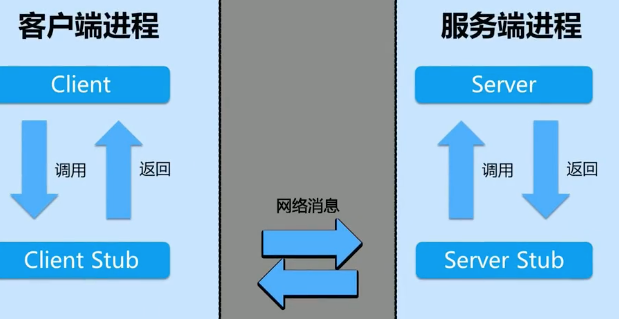 客户端进程
服务端进程
Client
Server
调用
返回
调用
返回
网络消息
Client Stub
Server Stub